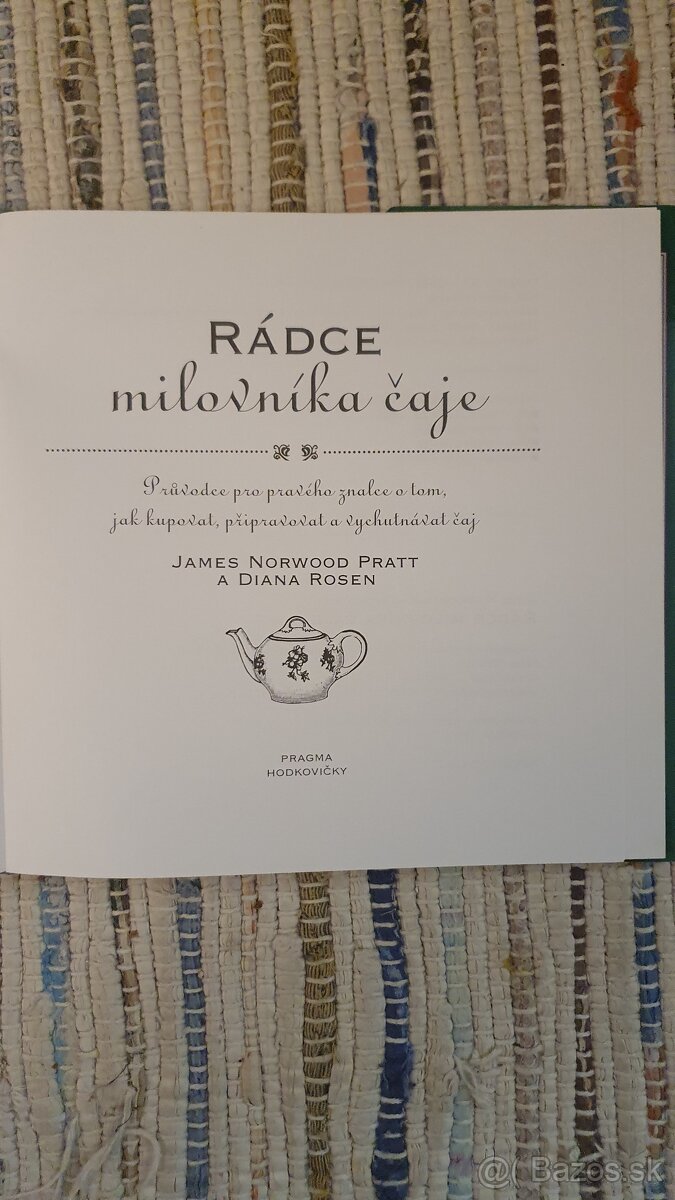 RÁDCE
milovníka čaje
Průvodce pro pravého znalce o tom,
jak kupovat, připravovat a vychutnávat čaj
JAMES NORWOOD PRATT
A DIANA ROSEN
PRAGMA
HODKOVIČKY
@ Bazos.sk